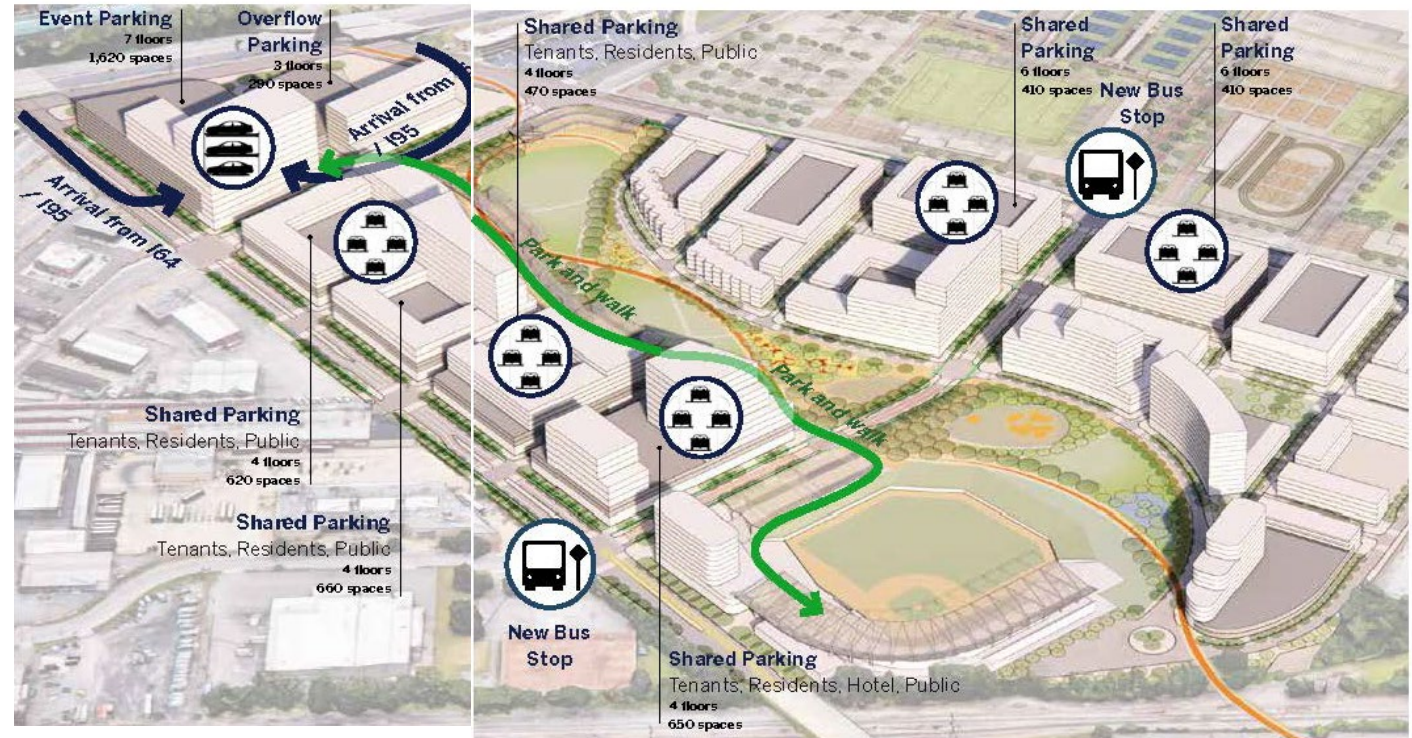 Event Parking
7 floors
1,620 spaces
Overflow
Parking
3 floors
290 spaces
Shared Parking
Tenants, Residents, Public
4 floors
470 spaces
Shared
Parking
6 floors
410 spaces
New Bus
Stop
Shared
Parking
6 floors
410 spaces
Arrival from
/ I95
Arrival from I64
/ I95
Park and walk
Park and walk
Shared Parking
Tenants, Residents, Public
4 floors
620 spaces
Shared Parking
Tenants, Residents, Public
4 floors
660 spaces
New Bus
Stop
Shared Parking
Tenants, Residents, Hotel, Public
4 floors
650 spaces